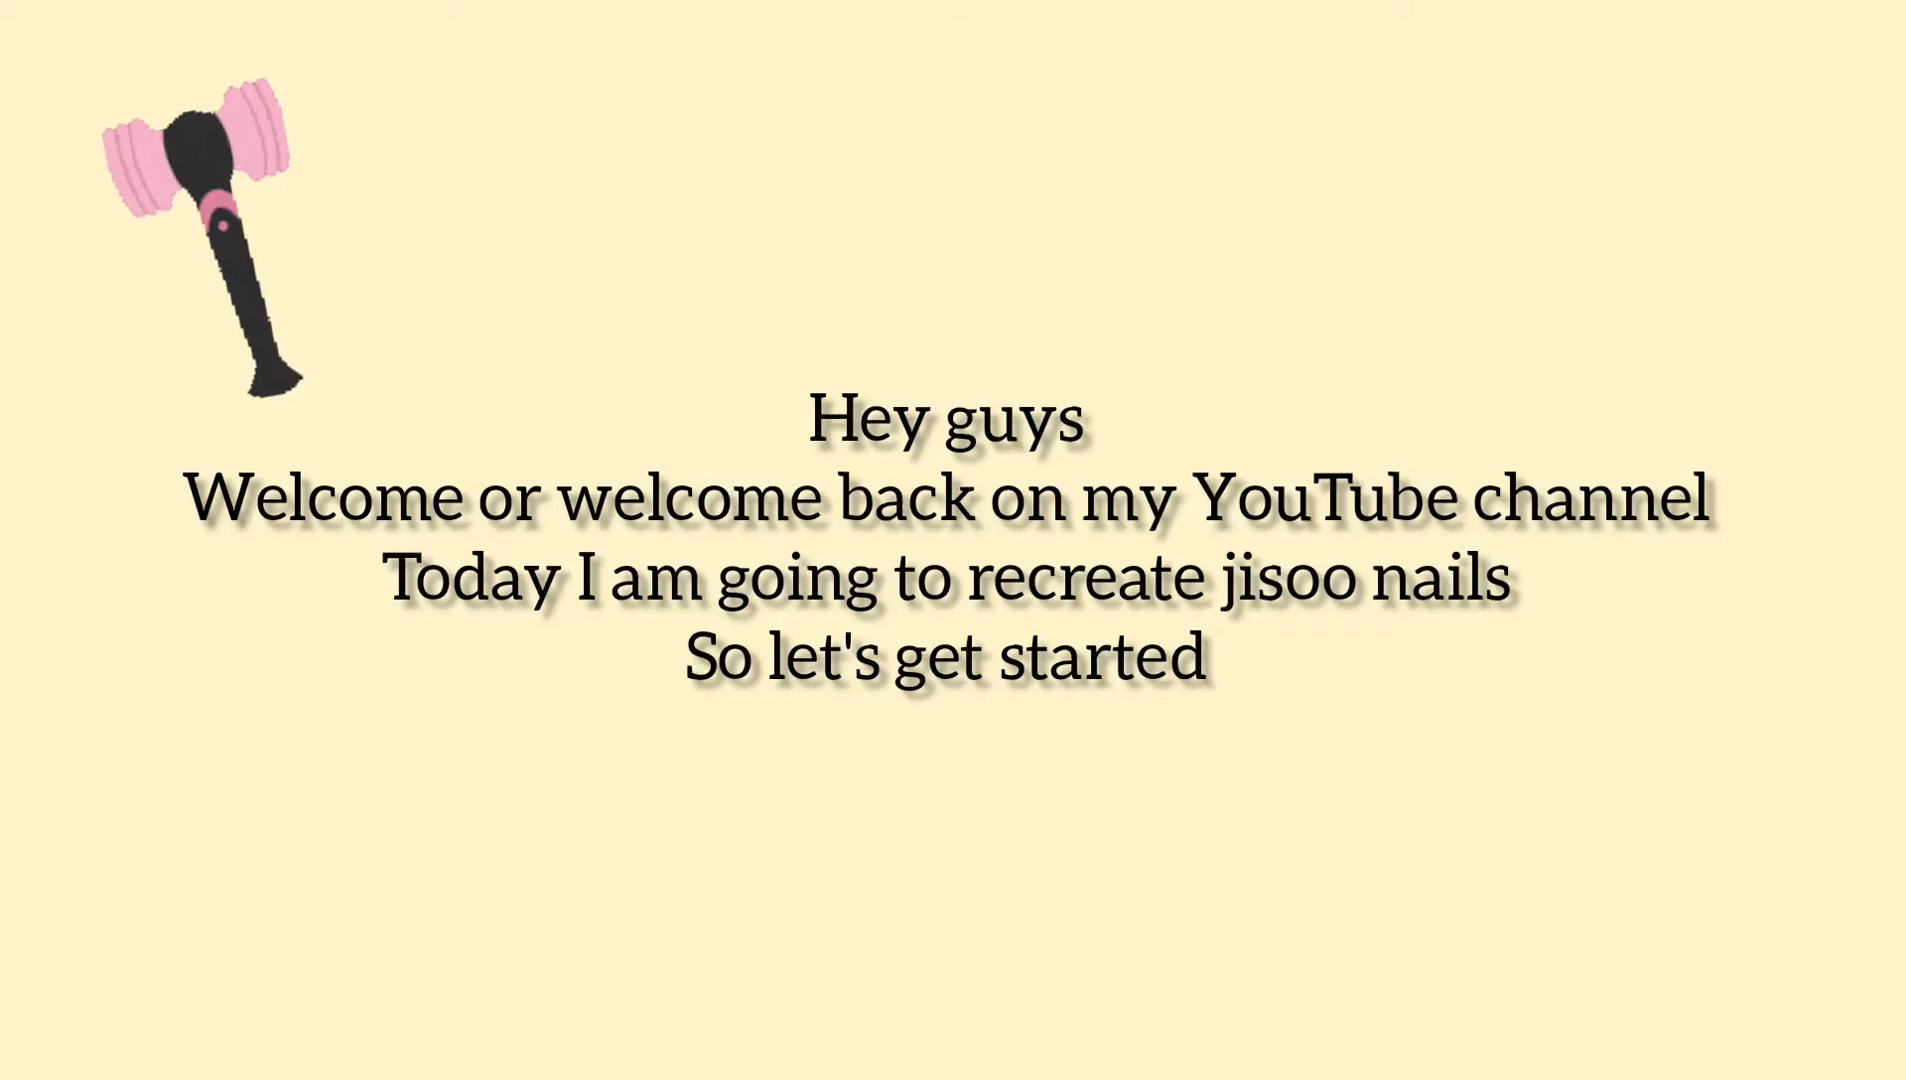 Hey guys
Welcome or welcome back on my YouTube channel
Today I am going to recreate jisoo nails
So let's get started